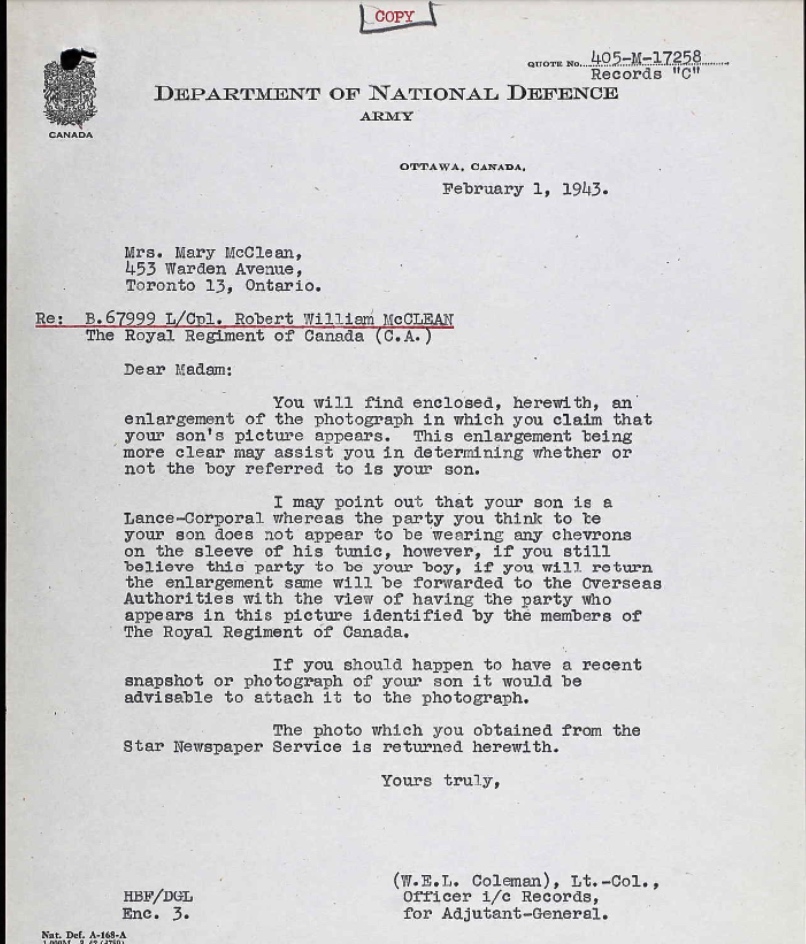 COPY
QUOTE No. 405-M-17258
Records "C"
DEPARTMENT OF NATIONAL DEFENCE
ARMY
CANADA
OTTAWA, CANADA,
February 1, 1943.
Mrs. Mary McClean,
453 Warden Avenue,
Toronto 13, Ontario.
Re: B.67999 L/Cpl. Robert William McCLEAN
The Royal Regiment of Canada (C.A.)
Dear Madam:
You will find enclosed, herewith, an
enlargement of the photograph in which you claim that
your son's picture appears. This enlargement being
more clear may assist you in determining whether or
not the boy referred to is your son.
I may point out that your son is a
Lance-Corporal whereas the party you think to be
your son does not appear to be wearing any chevrons
on the sleeve of his tunic, however, if you still
believe this party to be your boy, if you will return
the enlargement same will be forwarded to the Overseas
Authorities with the view of having the party who
appears in this picture identified by the members of
The Royal Regiment of Canada.
If you should happen to have a recent
snapshot or photograph of your son it would be
advisable to attach it to the photograph.
The photo which you obtained from the
Star Newspaper Service is returned herewith.
Yours truly,
(W.E.L. Coleman), Lt.-Col.,
HBF/DGL Officer i/c Records,
Enc. 3. for Adjutant-General.
Nat. Def. A-168-A